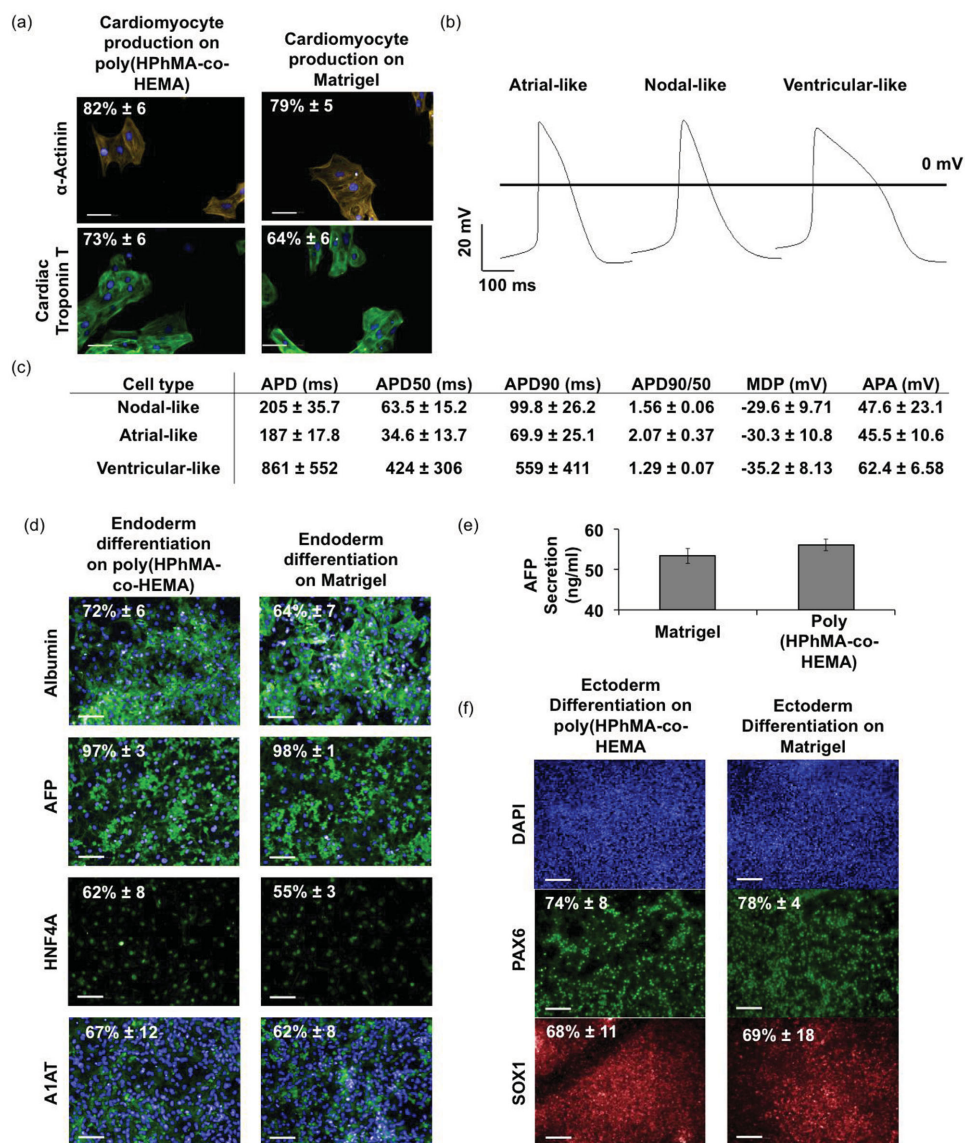 (a)
Cardiomyocyte
production on
poly(HPhMA-co-
HEMA)
Cardiomyocyte
production on
Matrigel
α-Actinin
82% ± 6
79% ± 5
Cardiac
Troponin T
73% ± 6
64% ± 6
(b)
Atrial-like
Nodal-like
Ventricular-like
0 mV
20 mV
100 ms
(c)
Cell type APD (ms) APD50 (ms) APD90 (ms) APD90/50 MDP (mV) APA (mV)
Nodal-like 205 ± 35.7 63.5 ± 15.2 99.8 ± 26.2 1.56 ± 0.06 -29.6 ± 9.71 47.6 ± 23.1
Atrial-like 187 ± 17.8 34.6 ± 13.7 69.9 ± 25.1 2.07 ± 0.37 -30.3 ± 10.8 45.5 ± 10.6
Ventricular-like 861 ± 552 424 ± 306 559 ± 411 1.29 ± 0.07 -35.2 ± 8.13 62.4 ± 6.58
(d)
Endoderm
differentiation
on poly(HPhMA-
co-HEMA)
Endoderm
differentiation
on Matrigel
Albumin
72% ± 6
64% ± 7
AFP
97% ± 3
98% ± 1
HNF4A
62% ± 8
55% ± 3
A1AT
67% ± 12
62% ± 8
(e)
AFP
Secretion
(ng/ml)
60
50
40
Matrigel
Poly
(HPhMA-co-
HEMA)
(f)
Ectoderm
Differentiation on
poly(HPhMA-co-
HEMA
Ectoderm
Differentiation on
Matrigel
DAPI
PAX6
74% ± 8
78% ± 4
SOX1
68% ± 11
69% ± 18